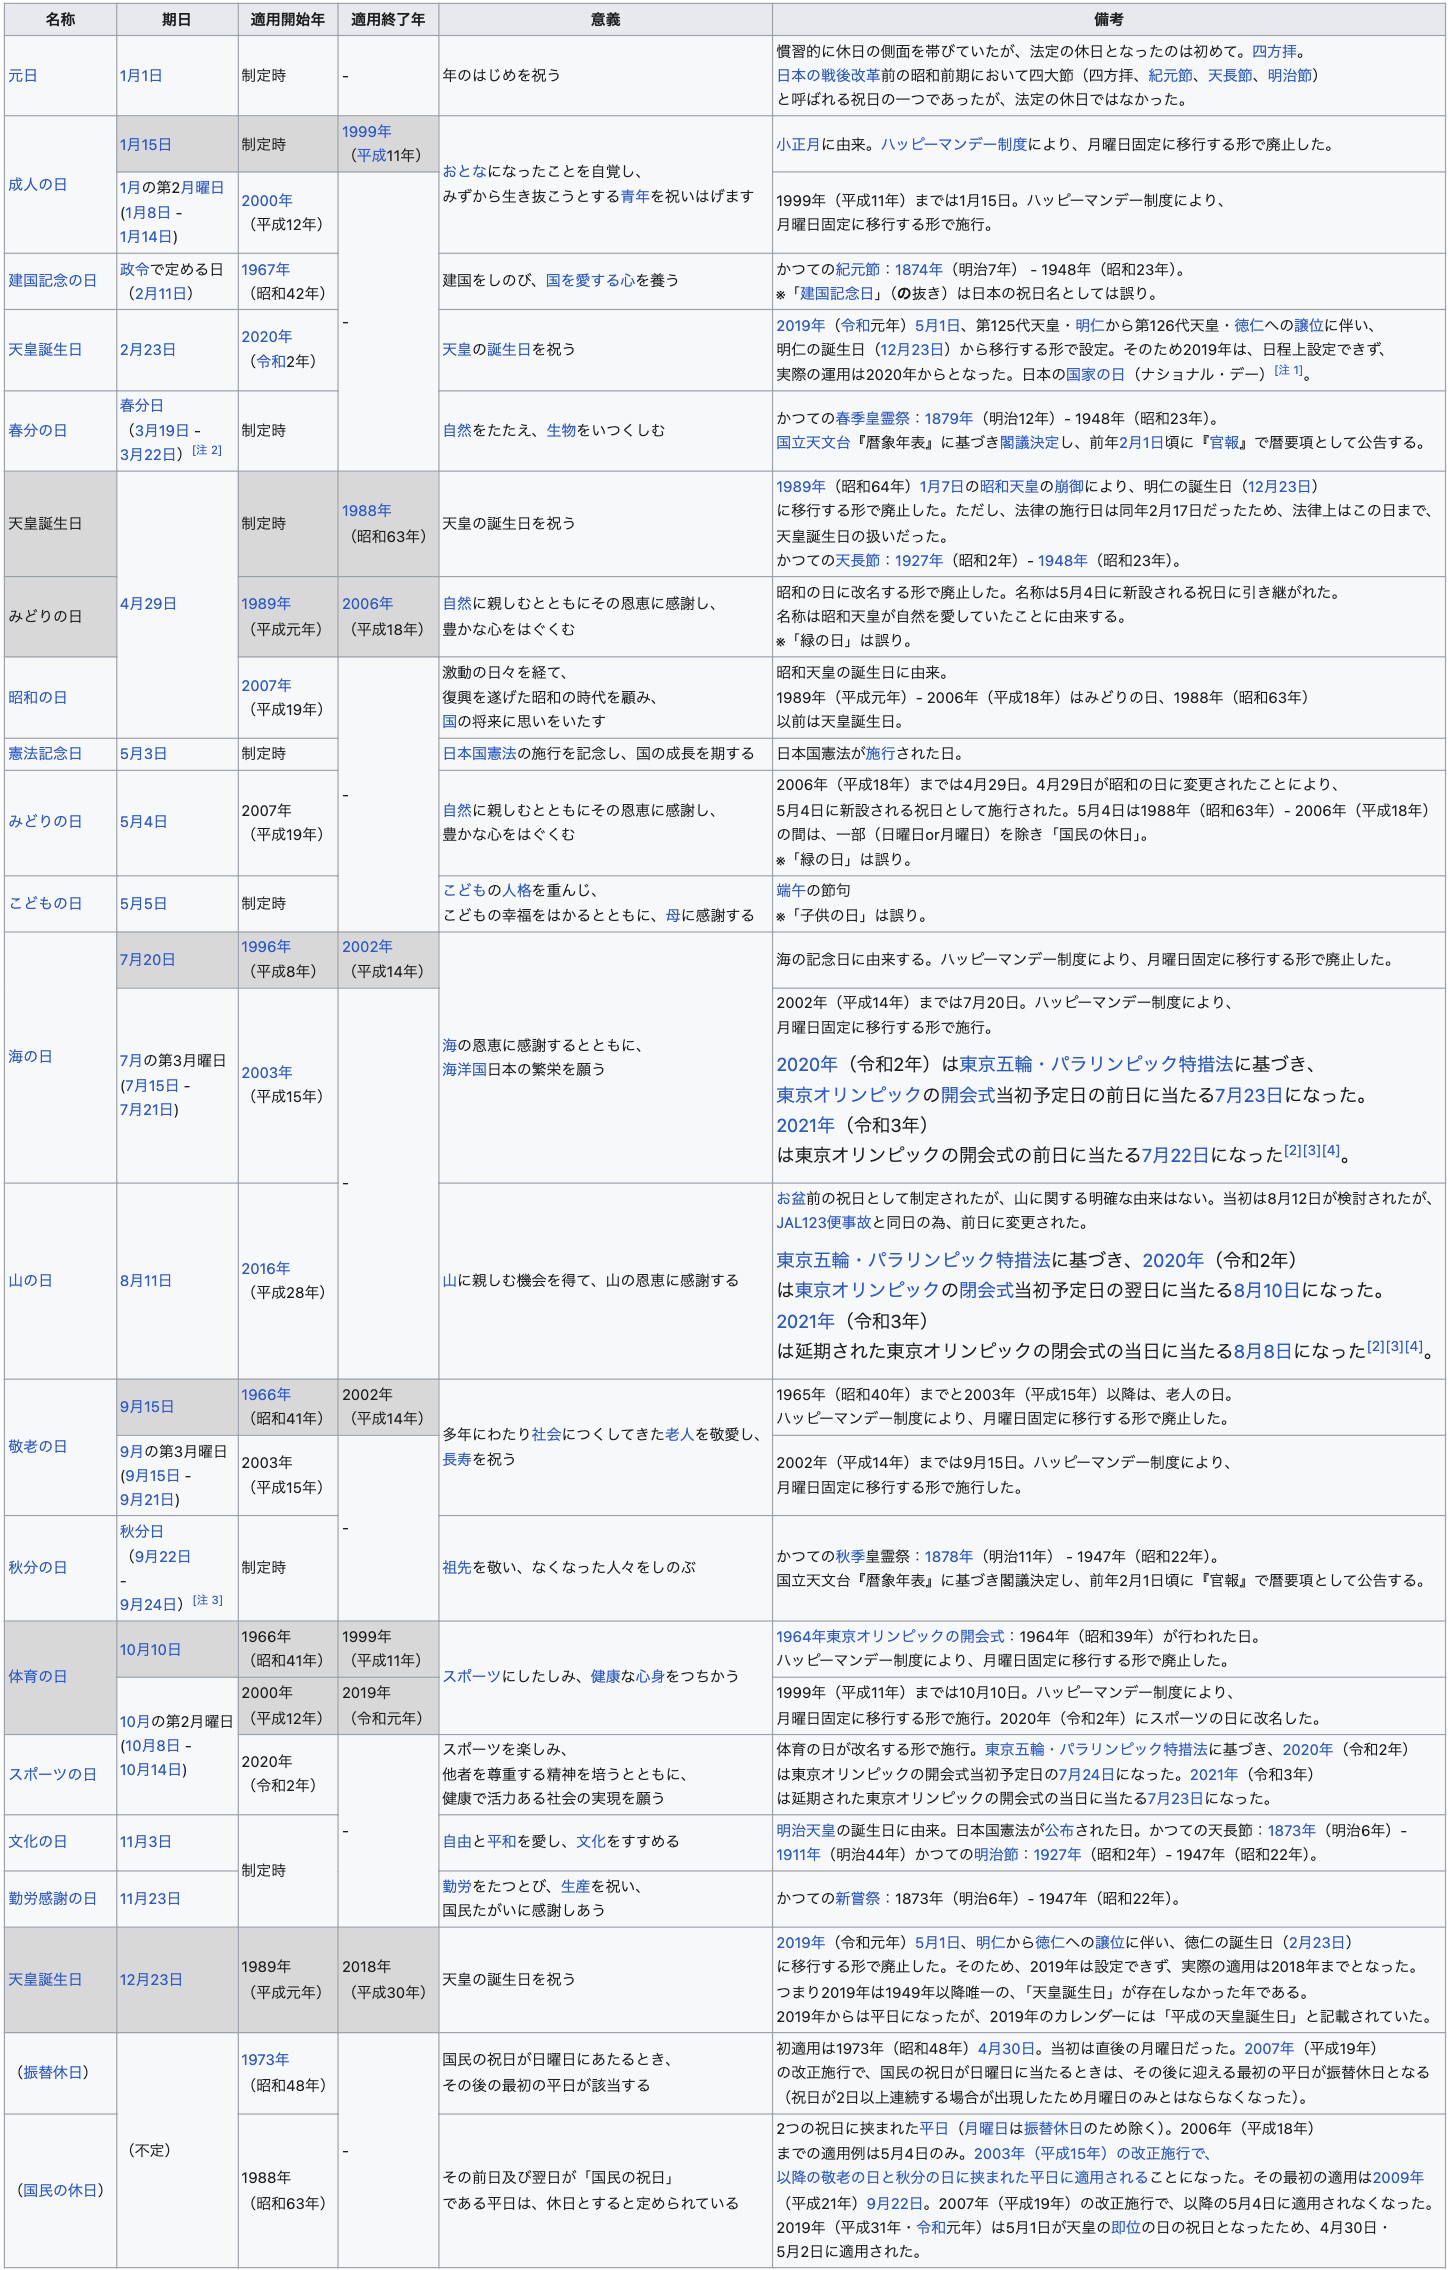 名称 期日 適用開始年 適用終了年 意義 備考
元日
1月1日
制定時
-
年のはじめを祝う
慣習的に休日の側面を帯びていたが、法定の休日となったのは初めて。四方拝。
日本の戦後改革前の昭和前期において四大節（四方拝、紀元節、天長節、明治節）
と呼ばれる祝日の一つであったが、法定の休日ではなかった。
成人の日
1月15日
制定時
1999年
（平成11年）
おとなになったことを自覚し、
みずから生き抜こうとする青年を祝いはげます
小正月に由来。ハッピーマンデー制度により、月曜日固定に移行する形で廃止した。
1月の第2月曜日
(1月8日 -
1月14日)
2000年
（平成12年）
-
1999年（平成11年）までは1月15日。ハッピーマンデー制度により、
月曜日固定に移行する形で施行。
建国記念の日
政令で定める日
（2月11日）
1967年
（昭和42年）
建国をしのび、国を愛する心を養う
かつての紀元節：1874年（明治7年） - 1948年（昭和23年）。
※「建国記念日」（の抜き）は日本の祝日名としては誤り。
天皇誕生日
2月23日
2020年
（令和2年）
天皇の誕生日を祝う
2019年（令和元年）5月1日、第125代天皇・明仁から第126代天皇・徳仁への譲位に伴い、
明仁の誕生日（12月23日）から移行する形で設定。そのため2019年は、日程上設定できず、
実際の運用は2020年からとなった。日本の国家の日（ナショナル・デー）[注 1]。
春分の日
春分日
（3月19日 -
3月22日）[注 2]
制定時
自然をたたえ、生物をいつくしむ
かつての春季皇霊祭：1879年（明治12年）- 1948年（昭和23年）。
国立天文台『暦象年表』に基づき閣議決定し、前年2月1日頃に『官報』で暦要項として公告する。
天皇誕生日
4月29日
制定時
1988年
（昭和63年）
天皇の誕生日を祝う
1989年（昭和64年）1月7日の昭和天皇の崩御により、明仁の誕生日（12月23日）
に移行する形で廃止した。ただし、法律の施行日は同年2月17日だったため、法律上はこの日まで、
天皇誕生日の扱いだった。
かつての天長節：1927年（昭和2年）- 1948年（昭和23年）。
みどりの日
1989年
（平成元年）
2006年
（平成18年）
自然に親しむとともにその恩恵に感謝し、
豊かな心をはぐくむ
昭和の日に改名する形で廃止した。名称は5月4日に新設される祝日に引き継がれた。
名称は昭和天皇が自然を愛していたことに由来する。
※「緑の日」は誤り。
昭和の日
2007年
（平成19年）
-
激動の日々を経て、
復興を遂げた昭和の時代を顧み、
国の将来に思いをいたす
昭和天皇の誕生日に由来。
1989年（平成元年）- 2006年（平成18年）はみどりの日、1988年（昭和63年）
以前は天皇誕生日。
憲法記念日
5月3日
制定時
日本国憲法の施行を記念し、国の成長を期する
日本国憲法が施行された日。
みどりの日
5月4日
2007年
（平成19年）
自然に親しむとともにその恩恵に感謝し、
豊かな心をはぐくむ
2006年（平成18年）までは4月29日。4月29日が昭和の日に変更されたことにより、
5月4日に新設される祝日として施行された。5月4日は1988年（昭和63年）- 2006年（平成18年）
の間は、一部（日曜日or月曜日）を除き「国民の休日」。
※「緑の日」は誤り。
こどもの日
5月5日
制定時
こどもの人格を重んじ、
こどもの幸福をはかるとともに、母に感謝する
端午の節句
※「子供の日」は誤り。
海の日
7月20日
1996年
（平成8年）
2002年
（平成14年）
海の恩恵に感謝するとともに、
海洋国日本の繁栄を願う
海の記念日に由来する。ハッピーマンデー制度により、月曜日固定に移行する形で廃止した。
7月の第3月曜日
(7月15日 -
7月21日)
2003年
（平成15年）
-
2002年（平成14年）までは7月20日。ハッピーマンデー制度により、
月曜日固定に移行する形で施行。
2020年（令和2年）は東京五輪・パラリンピック特措法に基づき、
東京オリンピックの開会式当初予定日の前日に当たる7月23日になった。
2021年（令和3年）
は東京オリンピックの開会式の前日に当たる7月22日になった[2][3][4]。
山の日
8月11日
2016年
（平成28年）
山に親しむ機会を得て、山の恩恵に感謝する
お盆前の祝日として制定されたが、山に関する明確な由来はない。当初は8月12日が検討されたが、
JAL123便事故と同日の為、前日に変更された。
東京五輪・パラリンピック特措法に基づき、2020年（令和2年）
は東京オリンピックの閉会式当初予定日の翌日に当たる8月10日になった。
2021年（令和3年）
は延期された東京オリンピックの閉会式の当日に当たる8月8日になった[2][3][4]。
敬老の日
9月15日
1966年
（昭和41年）
2002年
（平成14年）
多年にわたり社会につくしてきた老人を敬愛し、
長寿を祝う
1965年（昭和40年）までと2003年（平成15年）以降は、老人の日。
ハッピーマンデー制度により、月曜日固定に移行する形で廃止した。
9月の第3月曜日
(9月15日 -
9月21日)
2003年
（平成15年）
-
2002年（平成14年）までは9月15日。ハッピーマンデー制度により、
月曜日固定に移行する形で施行した。
秋分の日
秋分日
（9月22日
-
9月24日）[注 3]
制定時
祖先を敬い、なくなった人々をしのぶ
かつての秋季皇霊祭：1878年（明治11年） - 1947年（昭和22年）。
国立天文台『暦象年表』に基づき閣議決定し、前年2月1日頃に『官報』で暦要項として公告する。
体育の日
10月10日
1966年
（昭和41年）
1999年
（平成11年）
スポーツにしたしみ、健康な心身をつちかう
1964年東京オリンピックの開会式：1964年（昭和39年）が行われた日。
ハッピーマンデー制度により、月曜日固定に移行する形で廃止した。
10月の第2月曜日
(10月8日 -
10月14日)
2000年
（平成12年）
2019年
（令和元年）
1999年（平成11年）までは10月10日。ハッピーマンデー制度により、
月曜日固定に移行する形で施行。2020年（令和2年）にスポーツの日に改名した。
スポーツの日
2020年
（令和2年）
-
スポーツを楽しみ、
他者を尊重する精神を培うとともに、
健康で活力ある社会の実現を願う
体育の日が改名する形で施行。東京五輪・パラリンピック特措法に基づき、2020年（令和2年）
は東京オリンピックの開会式当初予定日の7月24日になった。2021年（令和3年）
は延期された東京オリンピックの開会式の当日に当たる7月23日になった。
文化の日
11月3日
制定時
自由と平和を愛し、文化をすすめる
明治天皇の誕生日に由来。日本国憲法が公布された日。かつての天長節：1873年（明治6年）-
1911年（明治44年）かつての明治節：1927年（昭和2年）- 1947年（昭和22年）。
勤労感謝の日
11月23日
勤労をたつとび、生産を祝い、
国民たがいに感謝しあう
かつての新嘗祭：1873年（明治6年）- 1947年（昭和22年）。
天皇誕生日
12月23日
1989年
（平成元年）
2018年
（平成30年）
天皇の誕生日を祝う
2019年（令和元年）5月1日、明仁から徳仁への譲位に伴い、徳仁の誕生日（2月23日）
に移行する形で廃止した。そのため、2019年は設定できず、実際の適用は2018年までとなった。
つまり2019年は1949年以降唯一の、「天皇誕生日」が存在しなかった年である。
2019年からは平日になったが、2019年のカレンダーには「平成の天皇誕生日」と記載されていた。
（振替休日）
（不定）
1973年
（昭和48年）
-
国民の祝日が日曜日にあたるとき、
その後の最初の平日が該当する
初適用は1973年（昭和48年）4月30日。当初は直後の月曜日だった。2007年（平成19年）
の改正施行で、国民の祝日が日曜日に当たるときは、その後に迎える最初の平日が振替休日となる
（祝日が2日以上連続する場合が出現したため月曜日のみとはならなくなった）。
（国民の休日）
1988年
（昭和63年）
その前日及び翌日が「国民の祝日」
である平日は、休日とすると定められている
2つの祝日に挟まれた平日（月曜日は振替休日のため除く）。2006年（平成18年）
までの適用例は5月4日のみ。2003年（平成15年）の改正施行で、
以降の敬老の日と秋分の日に挟まれた平日に適用されることになった。その最初の適用は2009年
（平成21年）9月22日。2007年（平成19年）の改正施行で、以降の5月4日に適用されなくなった。
2019年（平成31年・令和元年）は5月1日が天皇の即位の日の祝日となったため、4月30日・
5月2日に適用された。